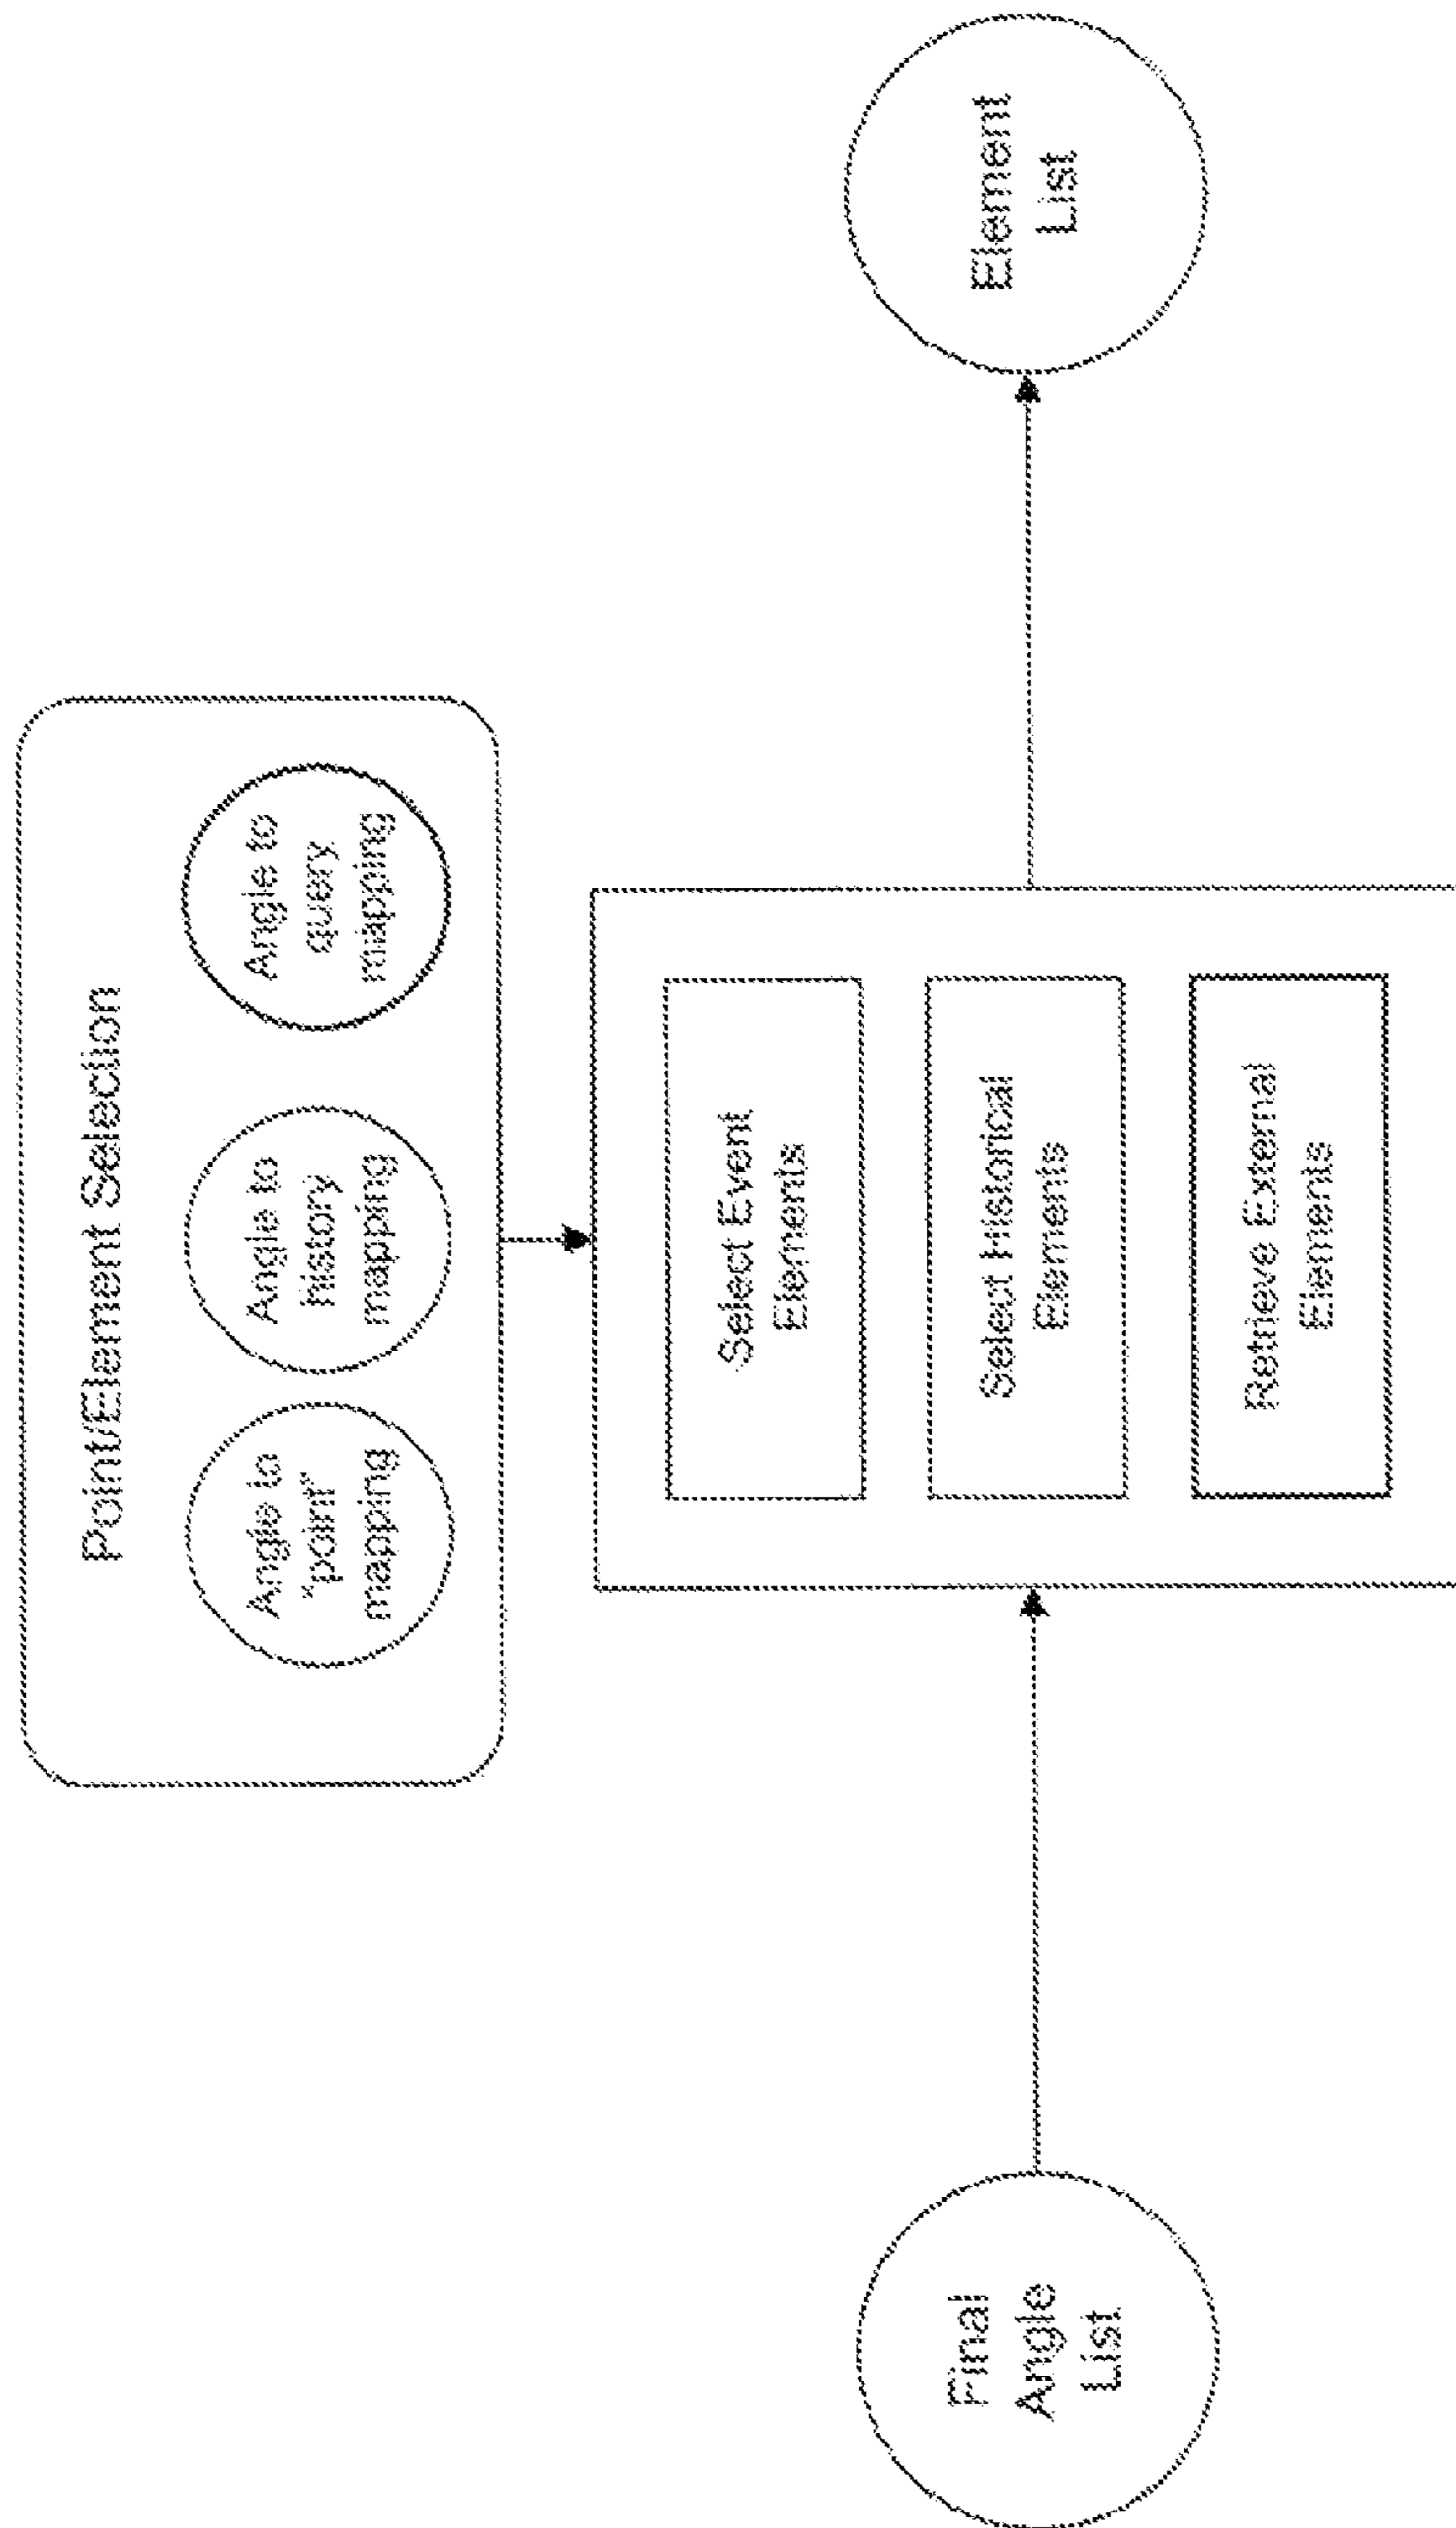 Point/Element Selection
Angle to
"point"
mapping
Angle to
history
mapping
Angle to
query
mapping
Select Event
Elements
Select Historical
Elements
Retrieve External
Elements
Final
Angle
List
Element
List